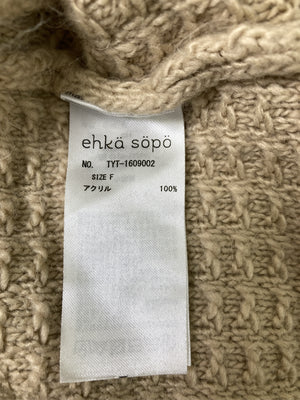 ehkä söpö
NO. TYT-1609002
SIZE F
アクリル 100%